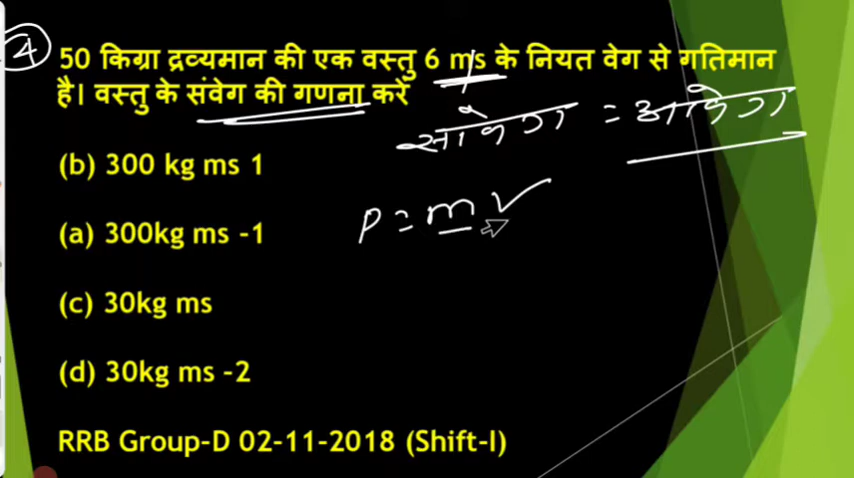 4
50 किग्रा द्रव्यमान की एक वस्तु 6 m/s के नियत वेग से गतिमान
है। वस्तु के संवेग की गणना करें
= आवेग
(b) 300 kg ms 1
P = mv
(a) 300kg ms -1
(c) 30kg ms
(d) 30kg ms -2
RRB Group-D 02-11-2018 (Shift-I)